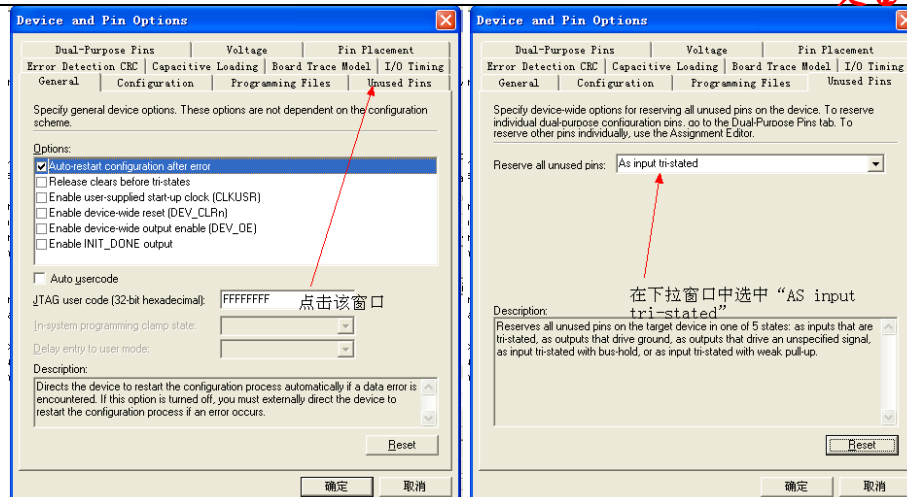 Device and Pin Options
Dual-Purpose Pins
Voltage
Pin Placement
Error Detection CRC
Capacitive Loading
Board Trace Model
I/O Timing
General
Configuration
Programming Files
Unused Pins
Specify general device options. These options are not dependent on the configuration
scheme.
Options:
Auto-restart configuration after error
Release clears before tri-states
Enable user-supplied start-up clock (CLKUSR)
Enable device-wide reset (DEV_CLRn)
Enable device-wide output enable (DEV_OE)
Enable INIT_DONE output
Auto usercode
JTAG user code (32-bit hexadecimal):
FFFFFFFF
点击该窗口
In-system programming clamp state:
Delay entry to user mode:
Description:
Directs the device to restart the configuration process automatically if a data error is
encountered. If this option is turned off, you must externally direct the device to
restart the configuration process if an error occurs.
Reset
确定
取消
Device and Pin Options
Dual-Purpose Pins
Voltage
Pin Placement
Error Detection CRC
Capacitive Loading
Board Trace Model
I/O Timing
General
Configuration
Programming Files
Unused Pins
Specify device-wide options for reserving all unused pins on the device. To reserve
individual dual-purpose configuration pins, go to the Dual-Purpose Pins tab. To
reserve other pins individually, use the Assignment Editor.
Reserve all unused pins:
As input tri-stated
在下拉窗口中选中“AS input
tri-stated”
Description:
Reserves all unused pins on the target device in one of 5 states: as inputs that are
tri-stated, as outputs that drive ground, as outputs that drive an unspecified signal,
as input tri-stated with bus-hold, or as input tri-stated with weak pull-up.
Reset
确定
取消